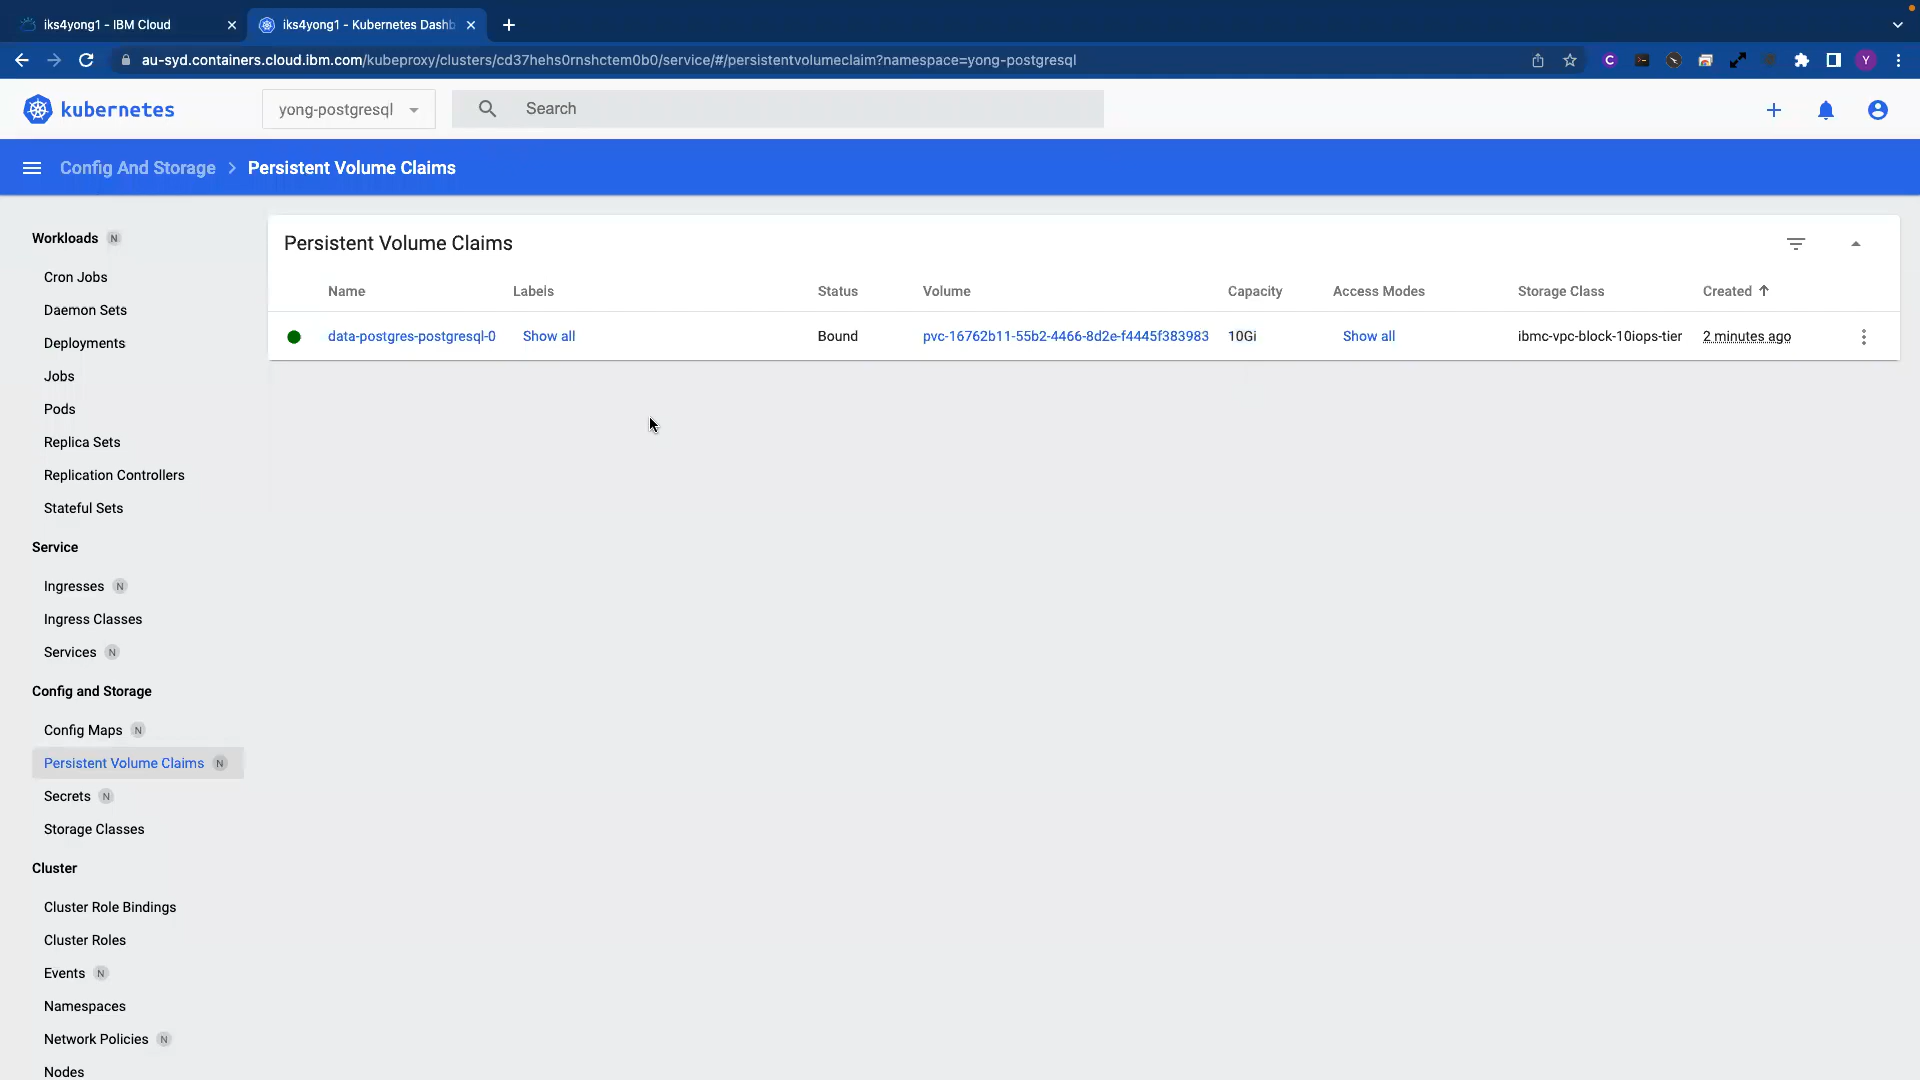 iks4yong1 - IBM Cloud
iks4yong1 - Kubernetes Dashb
au-syd.containers.cloud.ibm.com/kubeproxy/clusters/cd37hehs0rnshctem0b0/service/#/persistentvolumeclaim?namespace=yong-postgresql
C
Y
kubernetes
yong-postgresql
Search
Config And Storage > Persistent Volume Claims
Workloads N
Cron Jobs
Daemon Sets
Deployments
Jobs
Pods
Replica Sets
Replication Controllers
Stateful Sets
Service
Ingresses N
Ingress Classes
Services N
Config and Storage
Config Maps N
Persistent Volume Claims N
Secrets N
Storage Classes
Cluster
Cluster Role Bindings
Cluster Roles
Events N
Namespaces
Network Policies N
Nodes
Persistent Volume Claims
Name Labels Status Volume Capacity Access Modes Storage Class Created
data-postgres-postgresql-0 Show all Bound pvc-16762b11-55b2-4466-8d2e-f4445f383983 10Gi Show all ibmc-vpc-block-10iops-tier 2 minutes ago